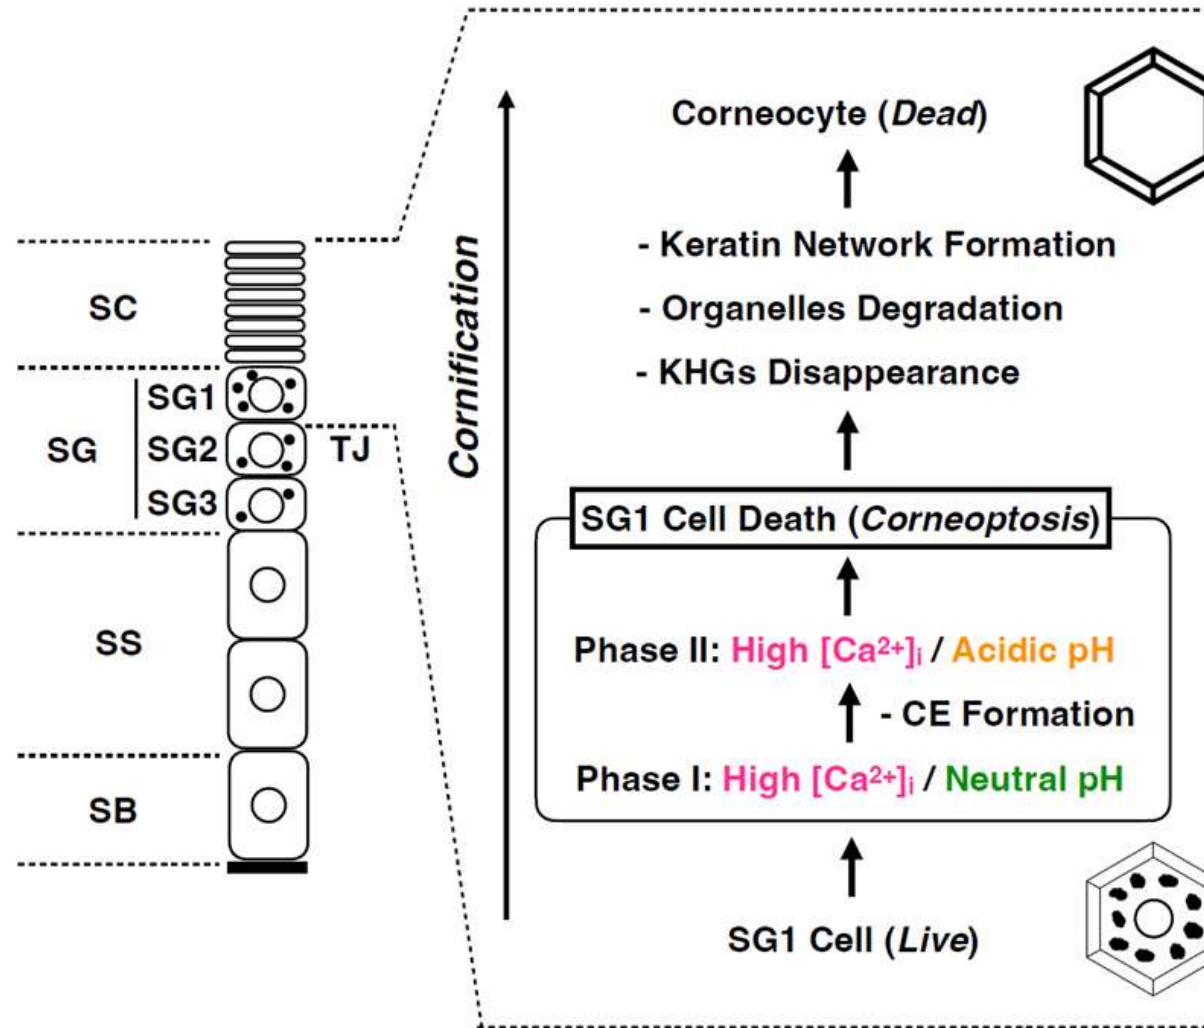 SC
SG
SG1
SG2
SG3
TJ
SS
SB
Cornification
Corneocyte (Dead)
- Keratin Network Formation
- Organelles Degradation
- KHGs Disappearance
SG1 Cell Death (Corneoptosis)
Phase II: High [Ca²⁺]ᵢ / Acidic pH
- CE Formation
Phase I: High [Ca²⁺]ᵢ / Neutral pH
SG1 Cell (Live)